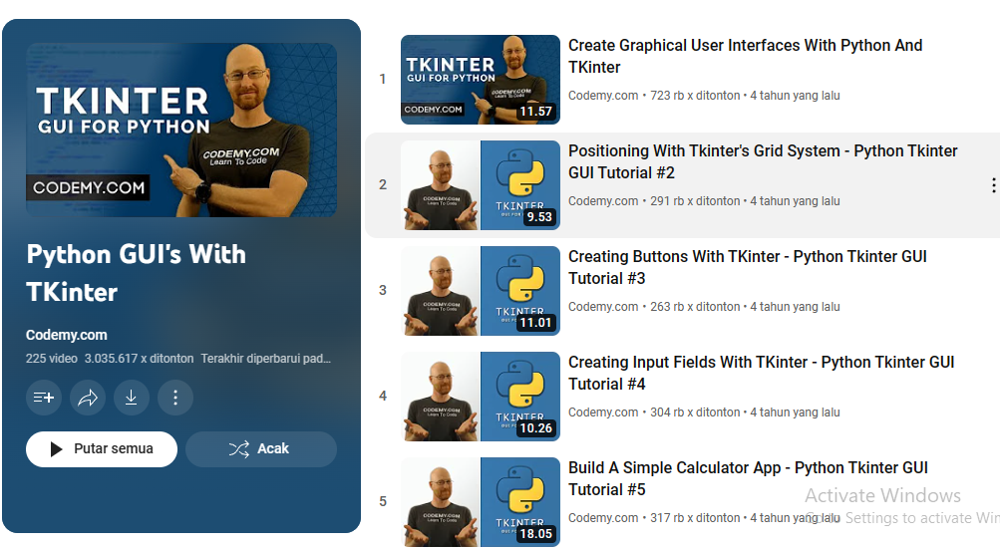 TKINTER
GUI FOR PYTHON
CODEMY.COM
Learn To Code
CODEMY.COM
Python GUI's With
TKinter
Codemy.com
225 video 3.035.617 x ditonton Terakhir diperbarui pad...
Putar semua
Acak
1
TKINTER
GUI FOR PYTHON
CODEMY.COM
Learn To Code
CODEMY.COM
11.57
Create Graphical User Interfaces With Python And
TKinter
Codemy.com • 723 rb x ditonton • 4 tahun yang lalu
2
CODEMY.COM
Learn To Code
TKINTER
9.53
Positioning With Tkinter's Grid System - Python Tkinter
GUI Tutorial #2
Codemy.com • 291 rb x ditonton • 4 tahun yang lalu
3
CODEMY.COM
Learn To Code
TKINTER
11.01
Creating Buttons With TKinter - Python Tkinter GUI
Tutorial #3
Codemy.com • 263 rb x ditonton • 4 tahun yang lalu
4
CODEMY.COM
Learn To Code
TKINTER
10.26
Creating Input Fields With TKinter - Python Tkinter GUI
Tutorial #4
Codemy.com • 304 rb x ditonton • 4 tahun yang lalu
5
CODEMY.COM
Learn To Code
TKINTER
18.05
Build A Simple Calculator App - Python Tkinter GUI
Tutorial #5
Codemy.com • 317 rb x ditonton • 4 tahun yang lalu
Activate Windows
Go to Settings to activate Win